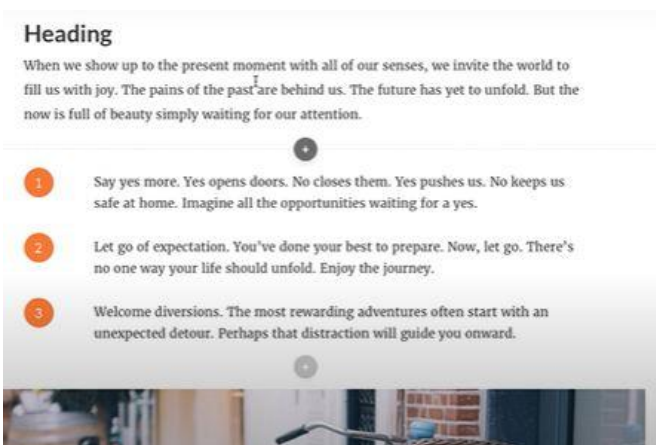 Heading
When we show up to the present moment with all of our senses, we invite the world to
fill us with joy. The pains of the past are behind us. The future has yet to unfold. But the
now is full of beauty simply waiting for our attention.
+
1 Say yes more. Yes opens doors. No closes them. Yes pushes us. No keeps us
safe at home. Imagine all the opportunities waiting for a yes.
2 Let go of expectation. You've done your best to prepare. Now, let go. There's
no one way your life should unfold. Enjoy the journey.
3 Welcome diversions. The most rewarding adventures often start with an
unexpected detour. Perhaps that distraction will guide you onward.
+